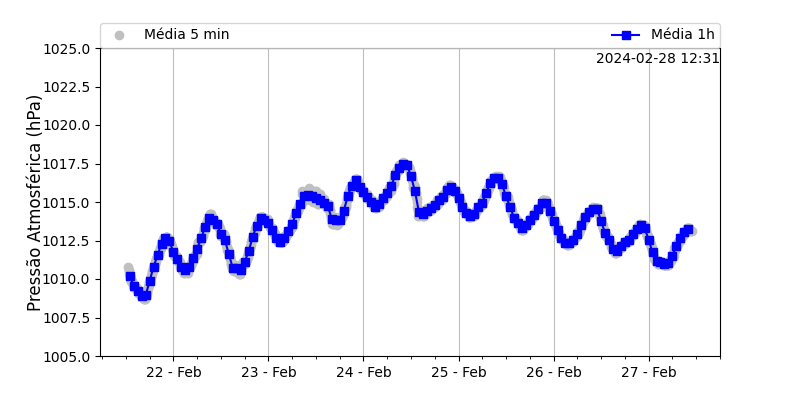 Média 5 min
Média 1h
2024-02-28 12:31
Pressão Atmosférica (hPa)
1025.0
1022.5
1020.0
1017.5
1015.0
1012.5
1010.0
1007.5
1005.0
22 - Feb
23 - Feb
24 - Feb
25 - Feb
26 - Feb
27 - Feb